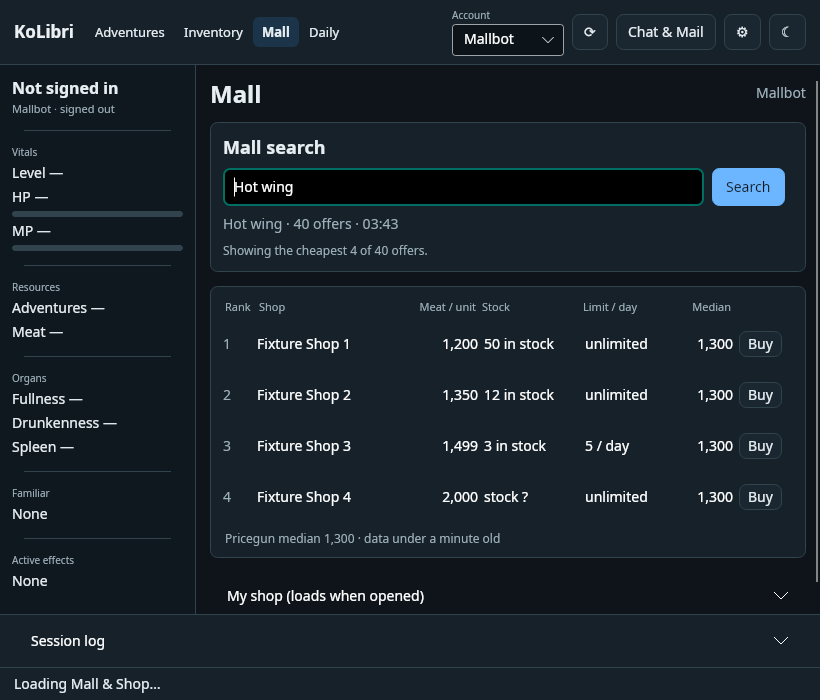 KoLibri Adventures Inventory Mall Daily
Account
Mallbot
⟳ Chat & Mail ⚙ ☾
Not signed in
Mallbot · signed out
Vitals
Level —
HP —
MP —
Resources
Adventures —
Meat —
Organs
Fullness —
Drunkenness —
Spleen —
Familiar
None
Active effects
None
Mall
Mallbot
Mall search
Hot wing
Search
Hot wing · 40 offers · 03:43
Showing the cheapest 4 of 40 offers.
Rank Shop Meat / unit Stock Limit / day Median
1 Fixture Shop 1 1,200 50 in stock unlimited 1,300 Buy
2 Fixture Shop 2 1,350 12 in stock unlimited 1,300 Buy
3 Fixture Shop 3 1,499 3 in stock 5 / day 1,300 Buy
4 Fixture Shop 4 2,000 stock ? unlimited 1,300 Buy
Pricegun median 1,300 · data under a minute old
My shop (loads when opened)
Session log
Loading Mall & Shop...